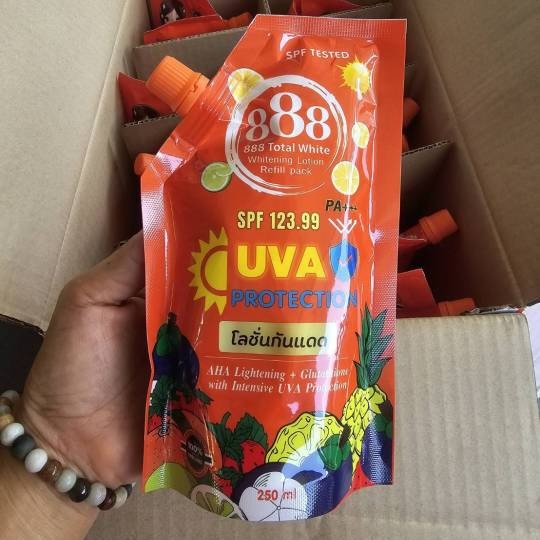 SPF TESTED
888
888 Total White
Whitening Lotion
Refill pack
PA+++
SPF 123.99
UVA
PROTECTION
โลชั่นกันแดด
AHA Lightening + Glutathione
with Intensive UVA Protection
100%
250 ml